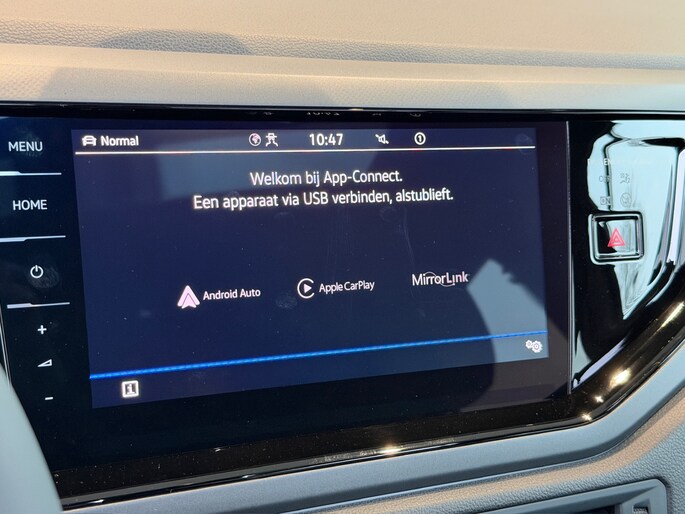 MENU
HOME
Normal
10:47
1
Welkom bij App-Connect.
Een apparaat via USB verbinden, alstublieft.
Android Auto
Apple CarPlay
MirrorLink